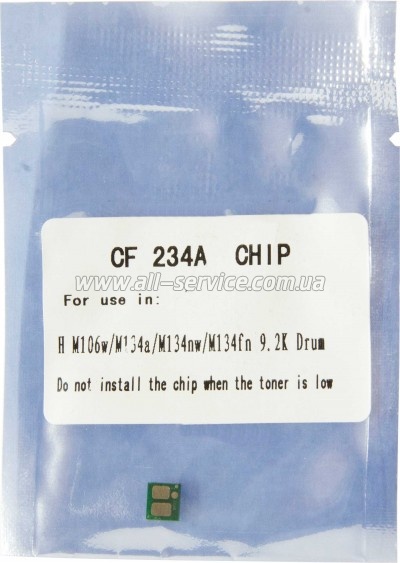 CF 234A CHIP
www.all-service.com.ua
For use in:
H M106w/M134a/M134nw/M134fn 9.2K Drum
Do not install the chip when the toner is low